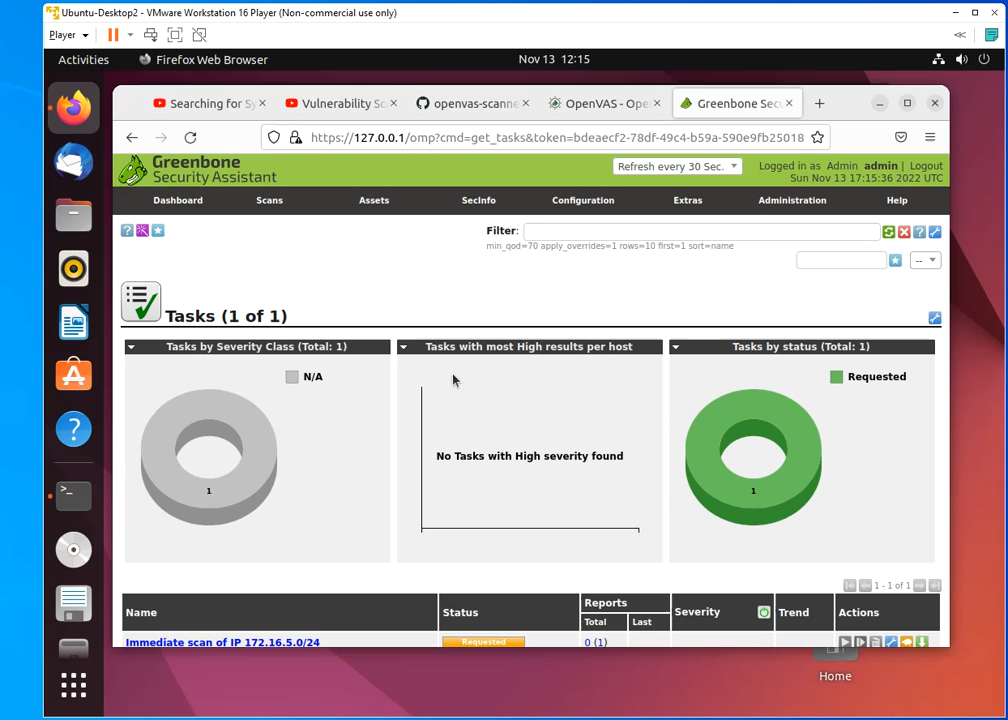 Ubuntu-Desktop2 - VMware Workstation 16 Player (Non-commercial use only)
Player
Activities
Firefox Web Browser
Nov 13 12:15
Searching for Sy
Vulnerability Sc
openvas-scanne
OpenVAS - Ope
Greenbone Secu
https://127.0.0.1/omp?cmd=get_tasks&token=bdeaecf2-78df-49c4-b59a-590e9fb25018
Greenbone
Security Assistant
Refresh every 30 Sec.
Logged in as Admin admin | Logout
Sun Nov 13 17:15:36 2022 UTC
Dashboard Scans Assets SecInfo Configuration Extras Administration Help
Filter:
min_qod=70 apply_overrides=1 rows=10 first=1 sort=name
--
Tasks (1 of 1)
Tasks by Severity Class (Total: 1)
N/A
1
Tasks with most High results per host
No Tasks with High severity found
Tasks by status (Total: 1)
Requested
1
1 - 1 of 1
Name Status Reports Severity Trend Actions
Total Last
Immediate scan of IP 172.16.5.0/24 Requested 0 (1)
Home